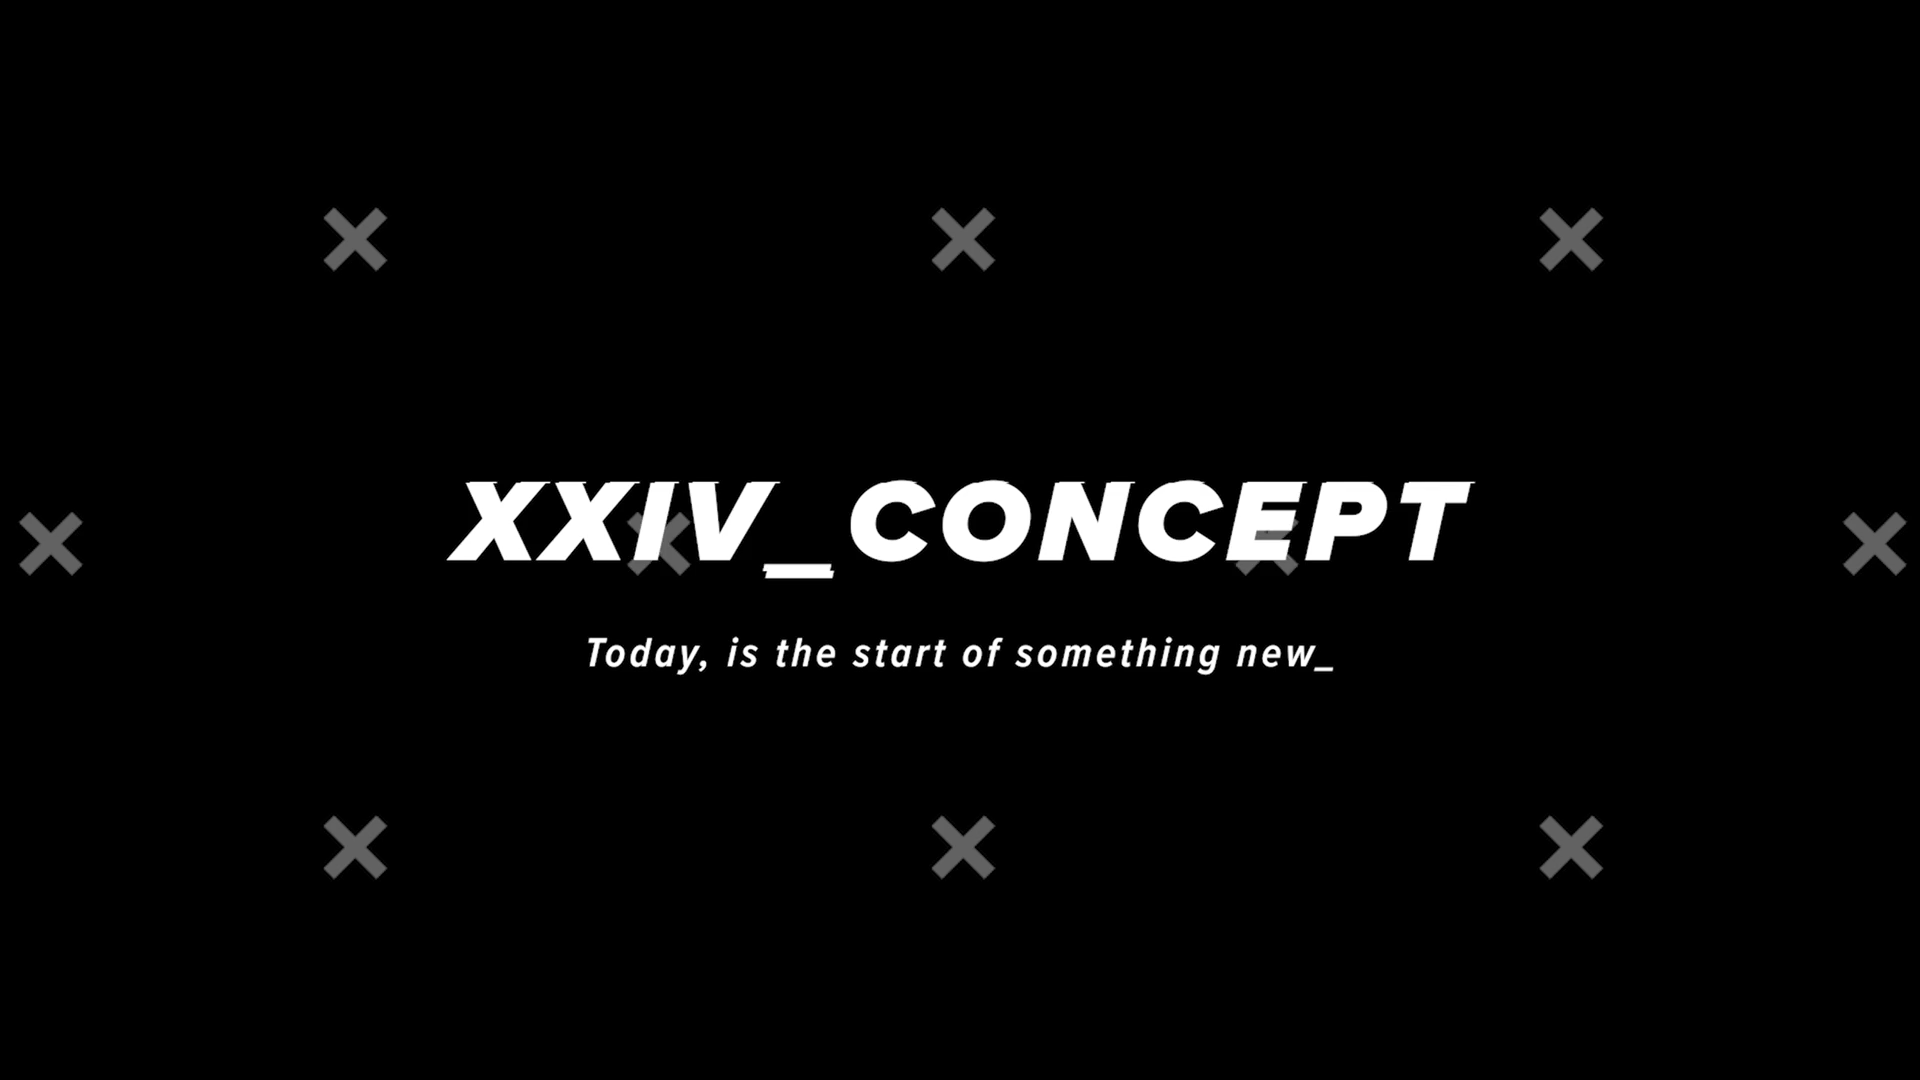 XXIV_CONCEPT
Today, is the start of something new_